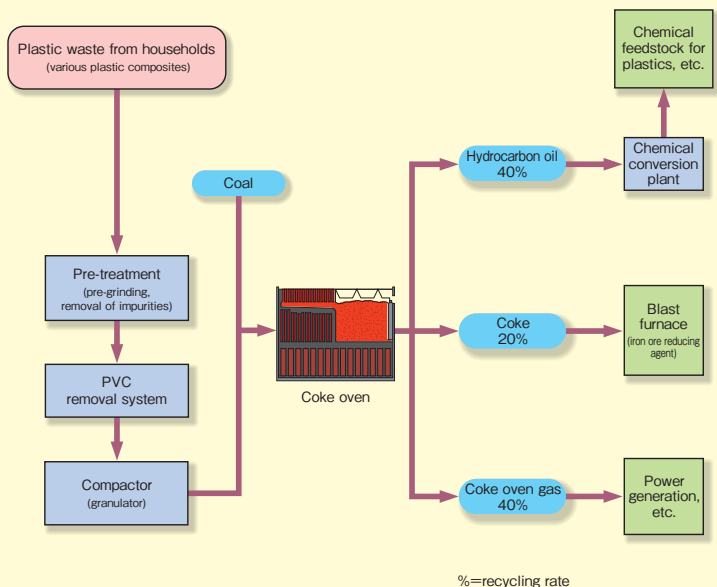 Plastic waste from households
(various plastic composites)
Pre-treatment
(pre-grinding,
removal of impurities)
PVC
removal system
Compactor
(granulator)
Coal
Coke oven
Hydrocarbon oil
40%
Chemical
conversion
plant
Chemical
feedstock for
plastics, etc.
Coke
20%
Blast
furnace
(iron ore reducing
agent)
Coke oven gas
40%
Power
generation,
etc.
%=recycling rate